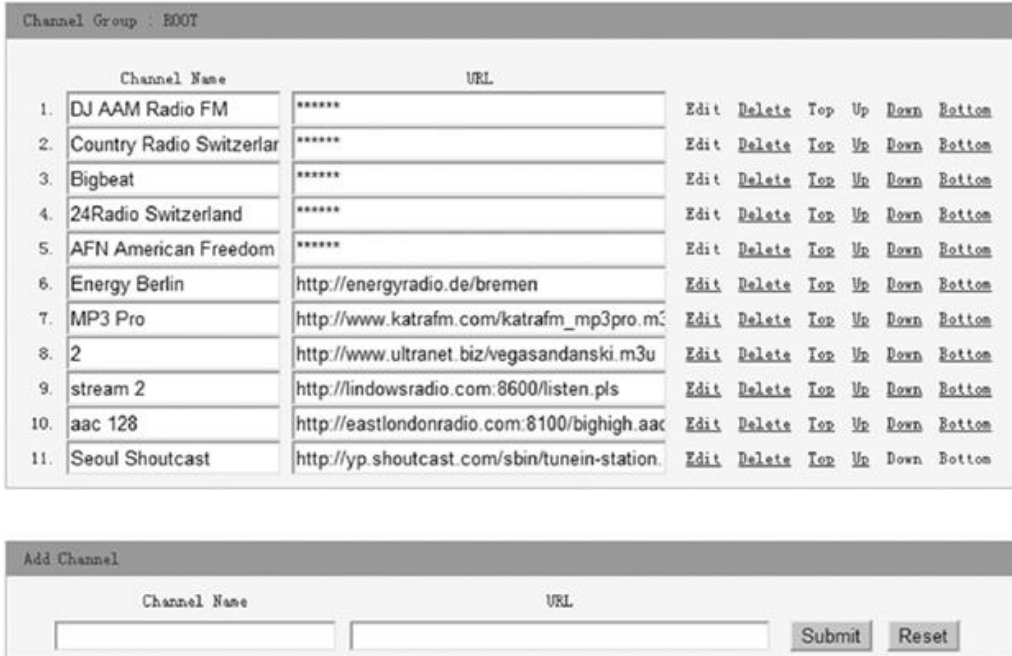 Channel Group : ROOT
Channel Name URL
1. DJ AAM Radio FM ****** Edit Delete Top Up Down Bottom
2. Country Radio Switzerlar ****** Edit Delete Top Up Down Bottom
3. Bigbeat ****** Edit Delete Top Up Down Bottom
4. 24Radio Switzerland ****** Edit Delete Top Up Down Bottom
5. AFN American Freedom ****** Edit Delete Top Up Down Bottom
6. Energy Berlin http://energyradio.de/bremen Edit Delete Top Up Down Bottom
7. MP3 Pro http://www.katrafm.com/katrafm_mp3pro.m3 Edit Delete Top Up Down Bottom
8. 2 http://www.ultranet.biz/vegasandanski.m3u Edit Delete Top Up Down Bottom
9. stream 2 http://lindowsradio.com:8600/listen.pls Edit Delete Top Up Down Bottom
10. aac 128 http://eastlondonradio.com:8100/bighigh.aac Edit Delete Top Up Down Bottom
11. Seoul Shoutcast http://yp.shoutcast.com/sbin/tunein-station. Edit Delete Top Up Down Bottom
Add Channel
Channel Name URL
Submit Reset